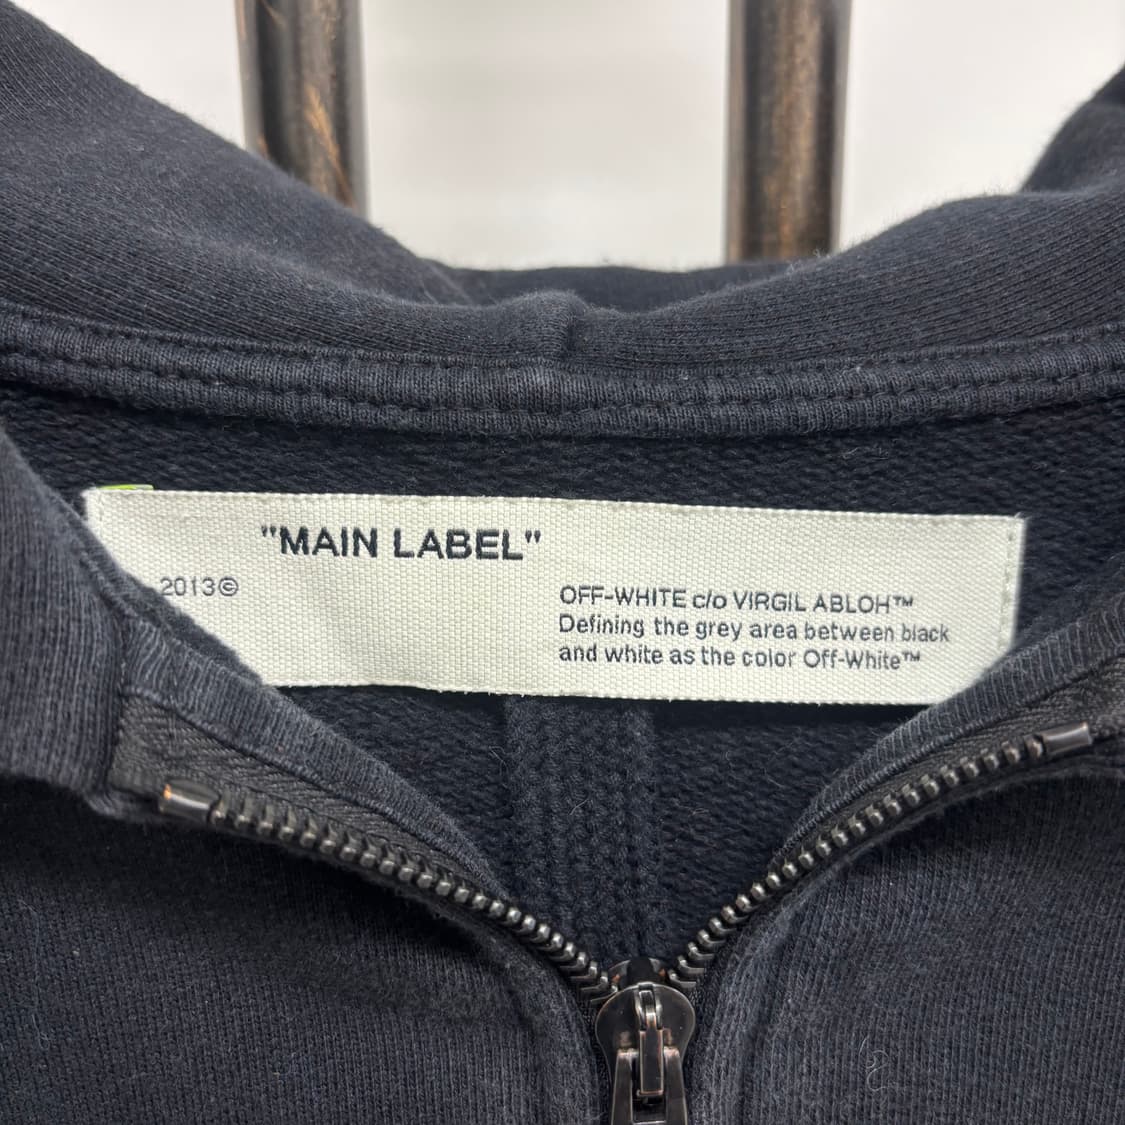 "MAIN LABEL"
2013©
OFF-WHITE c/o VIRGIL ABLOH™
Defining the grey area between black
and white as the color Off-White™